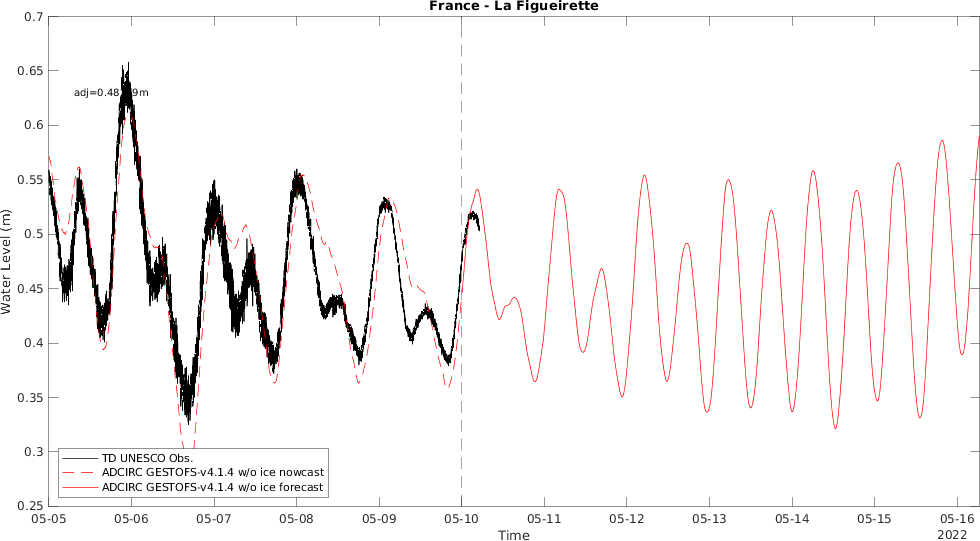 France - La Figueirette
0.7
0.65
0.6
0.55
0.5
0.45
0.4
0.35
0.3
0.25
Water Level (m)
TD UNESCO Obs.
ADCIRC GESTOFS-v4.1.4 w/o ice nowcast
ADCIRC GESTOFS-v4.1.4 w/o ice forecast
05-05 05-06 05-07 05-08 05-09 05-10 05-11 05-12 05-13 05-14 05-15 05-16
Time
2022